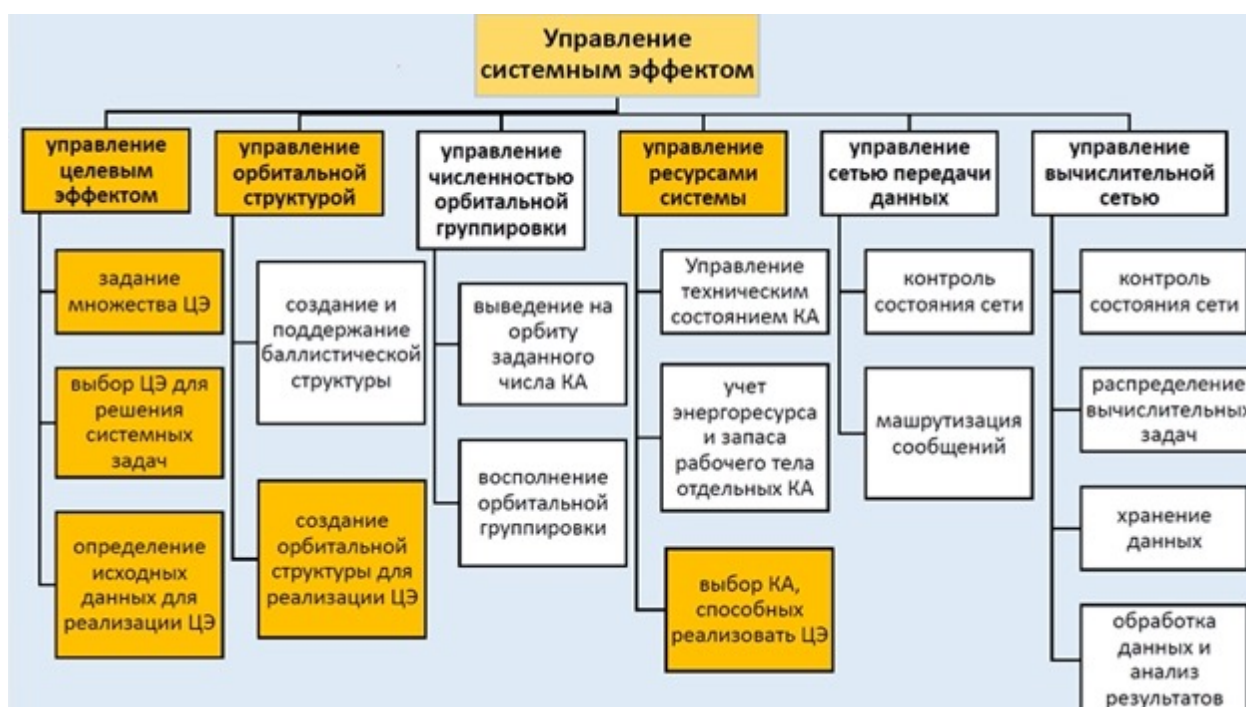 Управление
системным эффектом
управление
целевым
эффектом
задание
множества ЦЭ
выбор ЦЭ для
решения
системных
задач
определение
исходных
данных для
реализации ЦЭ
управление
орбитальной
структурой
создание и
поддержание
баллистической
структуры
создание
орбитальной
структуры для
реализации ЦЭ
управление
численностью
орбитальной
группировки
выведение на
орбиту
заданного
числа КА
восполнение
орбитальной
группировки
управление
ресурсами
системы
Управление
техническим
состоянием КА
учет
энергоресурса
и запаса
рабочего тела
отдельных КА
выбор КА,
способных
реализовать ЦЭ
управление
сетью передачи
данных
контроль
состояния сети
машрутизация
сообщений
управление
вычислительной
сетью
контроль
состояния сети
распределение
вычислительных
задач
хранение
данных
обработка
данных и
анализ
результатов